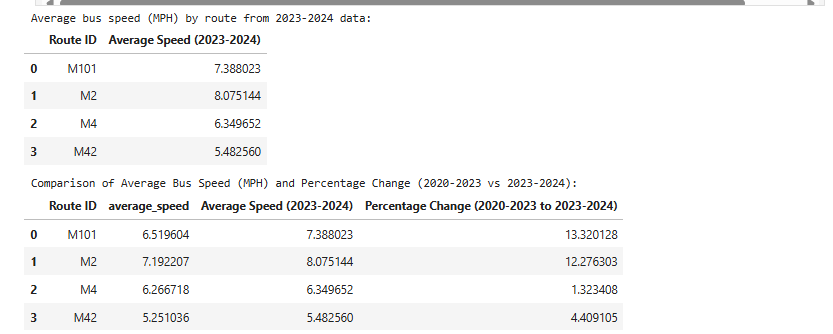 Average bus speed (MPH) by route from 2023-2024 data:
Route ID Average Speed (2023-2024)
0 M101 7.388023
1 M2 8.075144
2 M4 6.349652
3 M42 5.482560
Comparison of Average Bus Speed (MPH) and Percentage Change (2020-2023 vs 2023-2024):
Route ID average_speed Average Speed (2023-2024) Percentage Change (2020-2023 to 2023-2024)
0 M101 6.519604 7.388023 13.320128
1 M2 7.192207 8.075144 12.276303
2 M4 6.266718 6.349652 1.323408
3 M42 5.251036 5.482560 4.409105